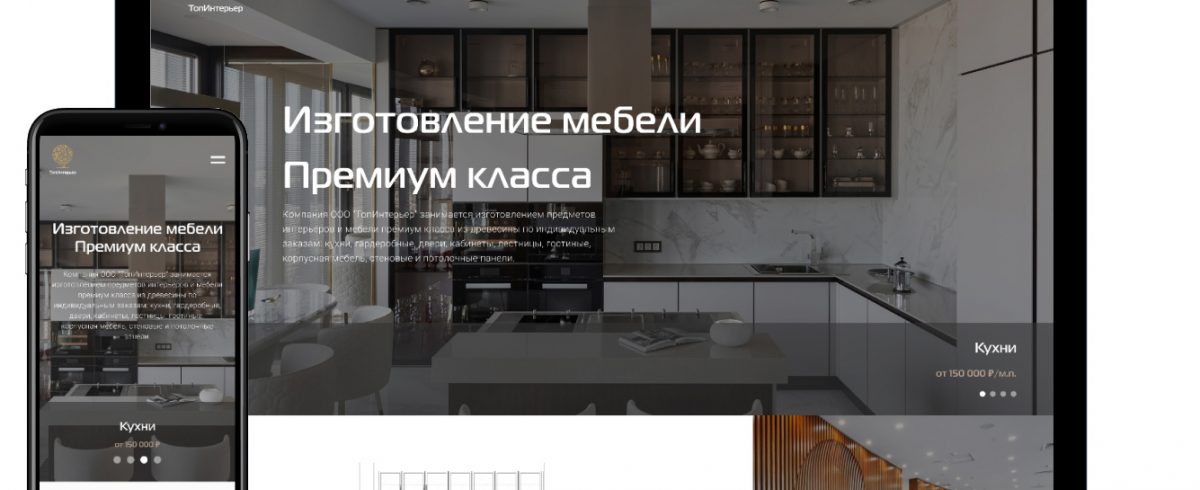 ТопИнтерьер
Изготовление мебели
Премиум класса
Компания ООО "ТопИнтерьер" занимается изготовлением предметов
интерьеров и мебели премиум класса из древесины по индивидуальным
заказам: кухни, гардеробные, двери, кабинеты, лестницы, гостиные,
корпусная мебель, стеновые и потолочные панели.
Кухни
от 150 000 ₽/м.п.
ТопИнтерьер
Изготовление мебели
Премиум класса
Компания ООО "ТопИнтерьер" занимается
изготовлением предметов интерьеров и мебели
премиум класса из древесины по
индивидуальным заказам: кухни, гардеробные,
двери, кабинеты, лестницы, гостиные,
корпусная мебель, стеновые и потолочные
панели.
Кухни
от 150 000 ₽